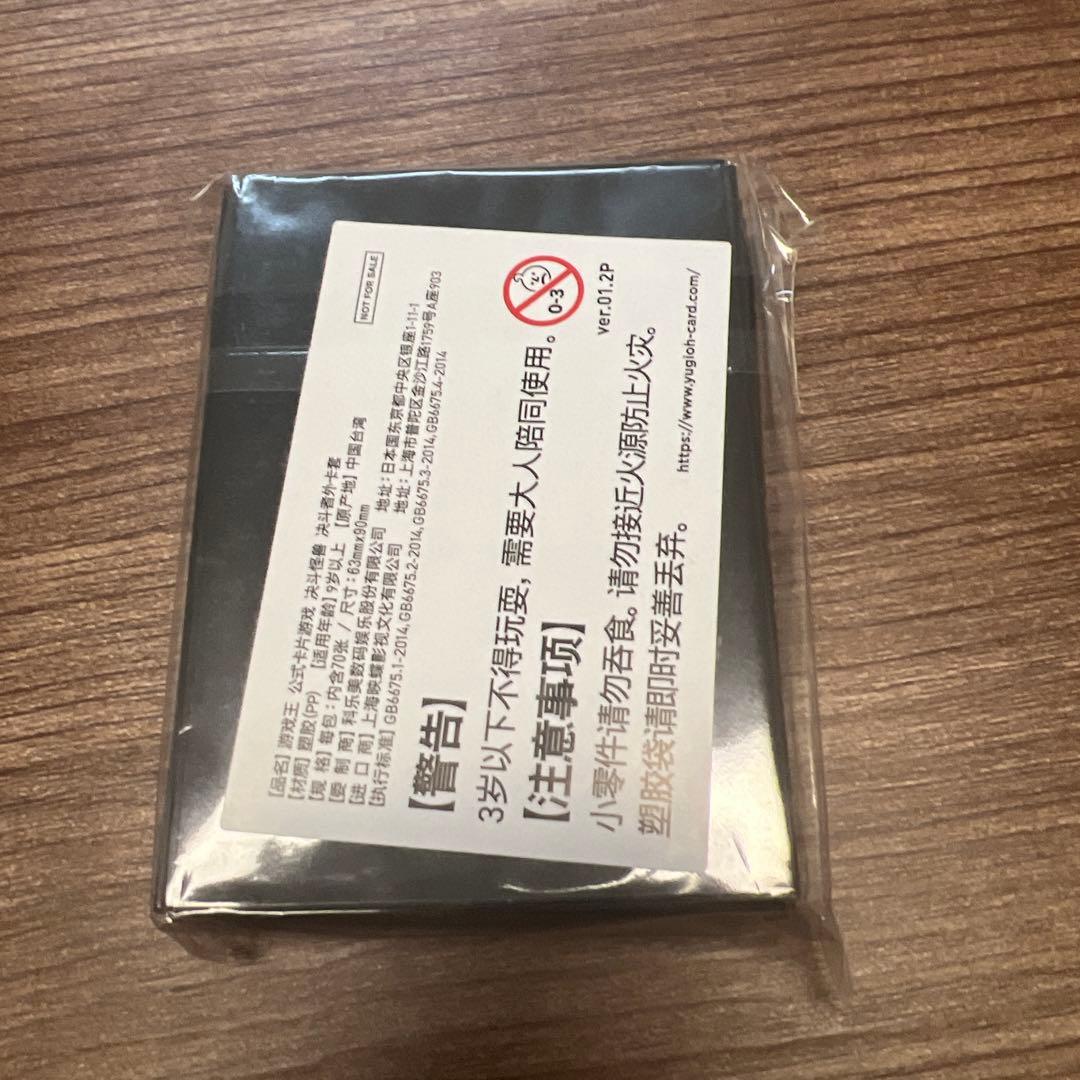 NOT FOR SALE
【品名】游戏王 公式卡片游戏 决斗怪兽 决斗者外卡套
【材质】塑胶(PP) 【适用年龄】9岁以上 【原产地】中国台湾
【规 格】每包:内含70张 / 尺寸:63mmx90mm
【委 制 商】科乐美数码娱乐股份有限公司 地址:日本国东京都中央区银座1-11-1
【进 口 商】上海映蝶影视文化有限公司 地址:上海市普陀区金沙江路1759号A座903
【执行标准】GB6675.1-2014,GB6675.2-2014,GB6675.3-2014,GB6675.4-2014
【警告】
3岁以下不得玩耍,需要大人陪同使用。
0-3
【注意事项】
ver.01.2P
小零件请勿吞食。请勿接近火源防止火灾。
塑胶袋请即时妥善丢弃。
https://www.yugioh-card.com/